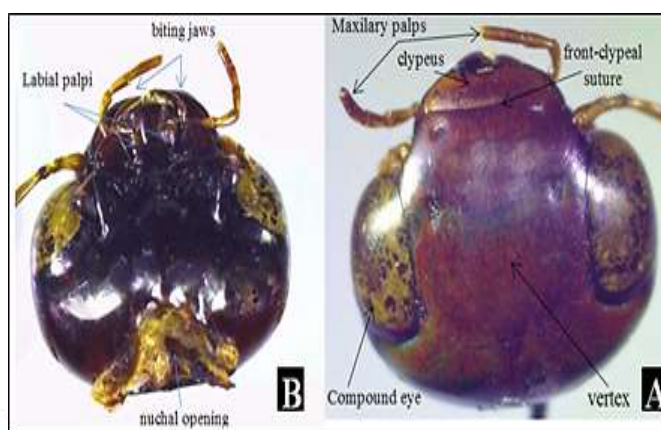 biting jaws
Labial palpi
nuchal opening
B
Maxilary palps
clypeus
front-clypeal
suture
Compound eye
vertex
A